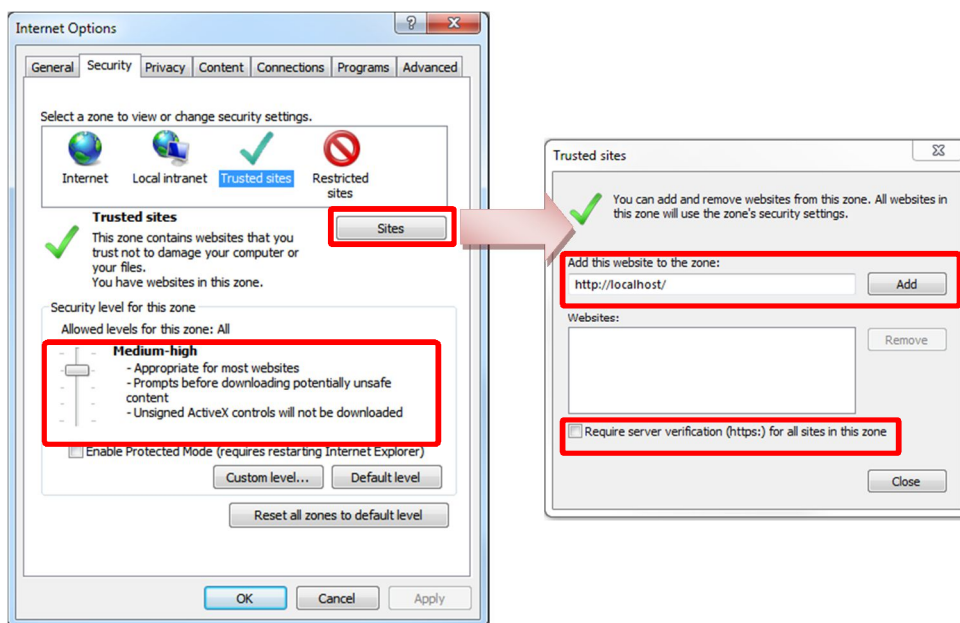 Internet Options
General Security Privacy Content Connections Programs Advanced
Select a zone to view or change security settings.
Internet
Local intranet
Trusted sites
Restricted
sites
Trusted sites
Sites
This zone contains websites that you
trust not to damage your computer or
your files.
You have websites in this zone.
Security level for this zone
Allowed levels for this zone: All
Medium-high
- Appropriate for most websites
- Prompts before downloading potentially unsafe
content
- Unsigned ActiveX controls will not be downloaded
Enable Protected Mode (requires restarting Internet Explorer)
Custom level... Default level
Reset all zones to default level
OK Cancel Apply
Trusted sites
You can add and remove websites from this zone. All websites in
this zone will use the zone's security settings.
Add this website to the zone:
http://localhost/ Add
Websites:
Remove
Require server verification (https:) for all sites in this zone
Close